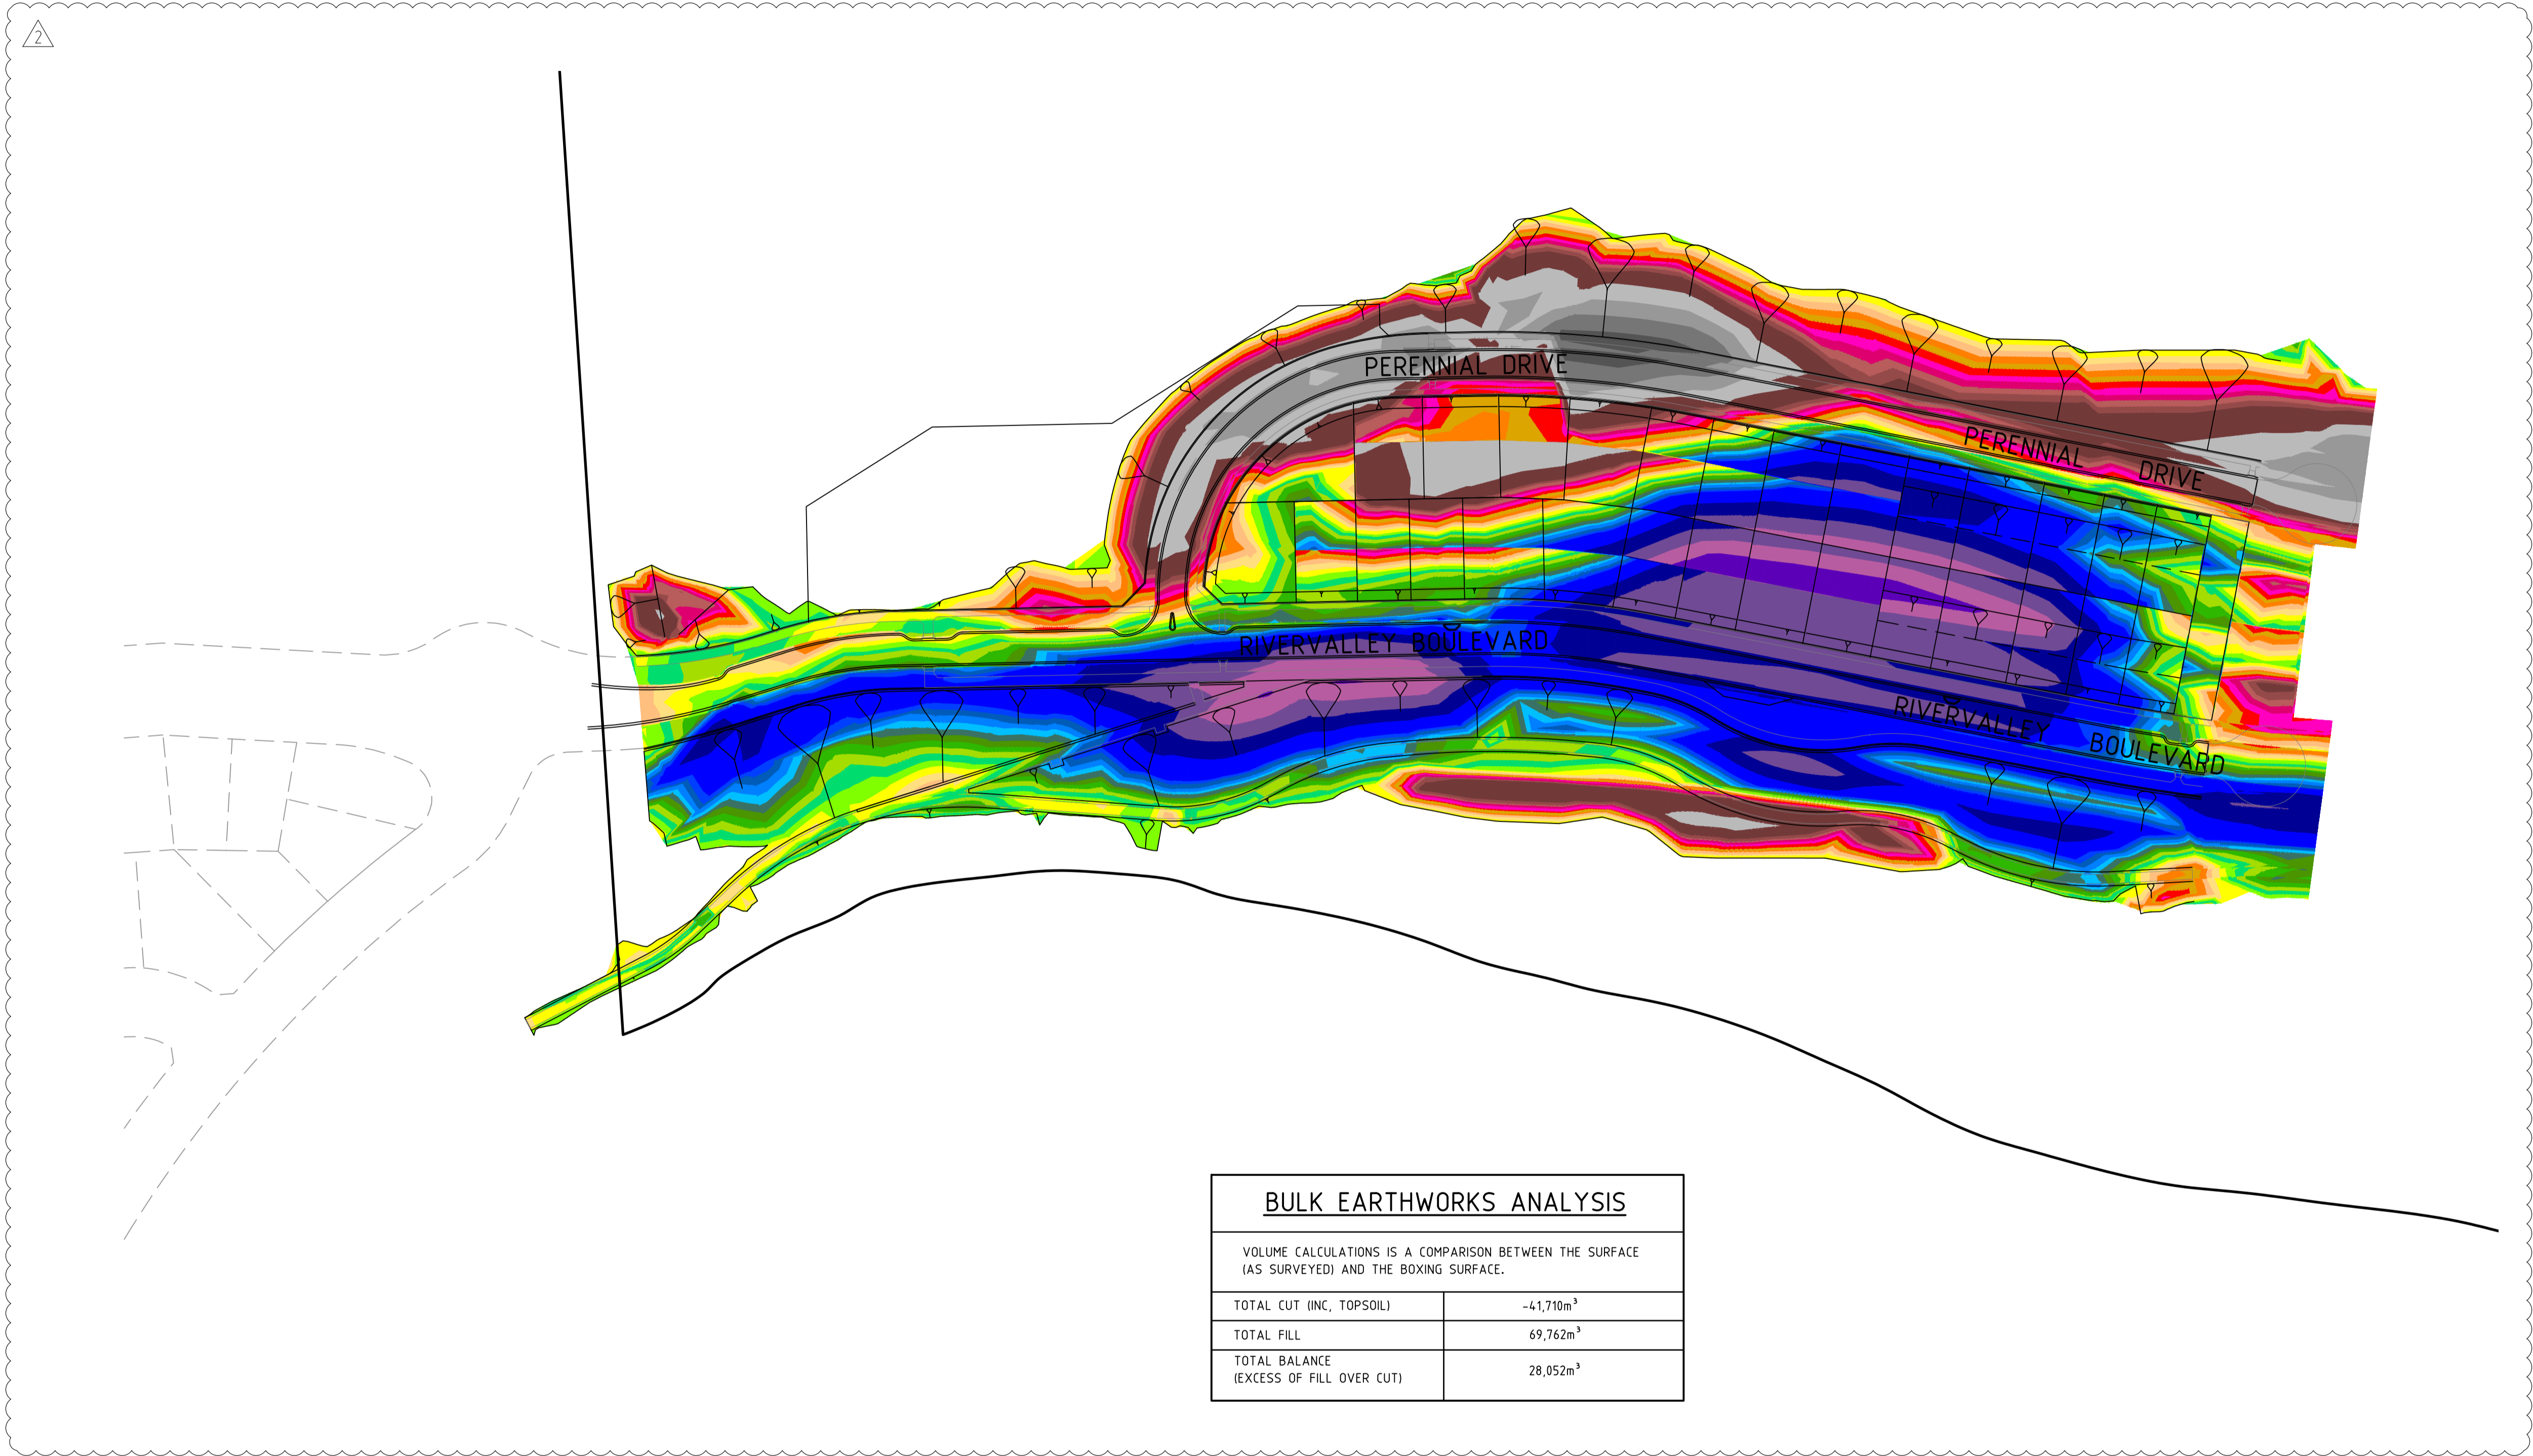 2
PERENNIAL DRIVE
PERENNIAL DRIVE
RIVERVALLEY BOULEVARD
RIVERVALLEY BOULEVARD
BULK EARTHWORKS ANALYSIS
VOLUME CALCULATIONS IS A COMPARISON BETWEEN THE SURFACE
(AS SURVEYED) AND THE BOXING SURFACE.
TOTAL CUT (INC, TOPSOIL) -41,710m³
TOTAL FILL 69,762m³
TOTAL BALANCE
(EXCESS OF FILL OVER CUT) 28,052m³